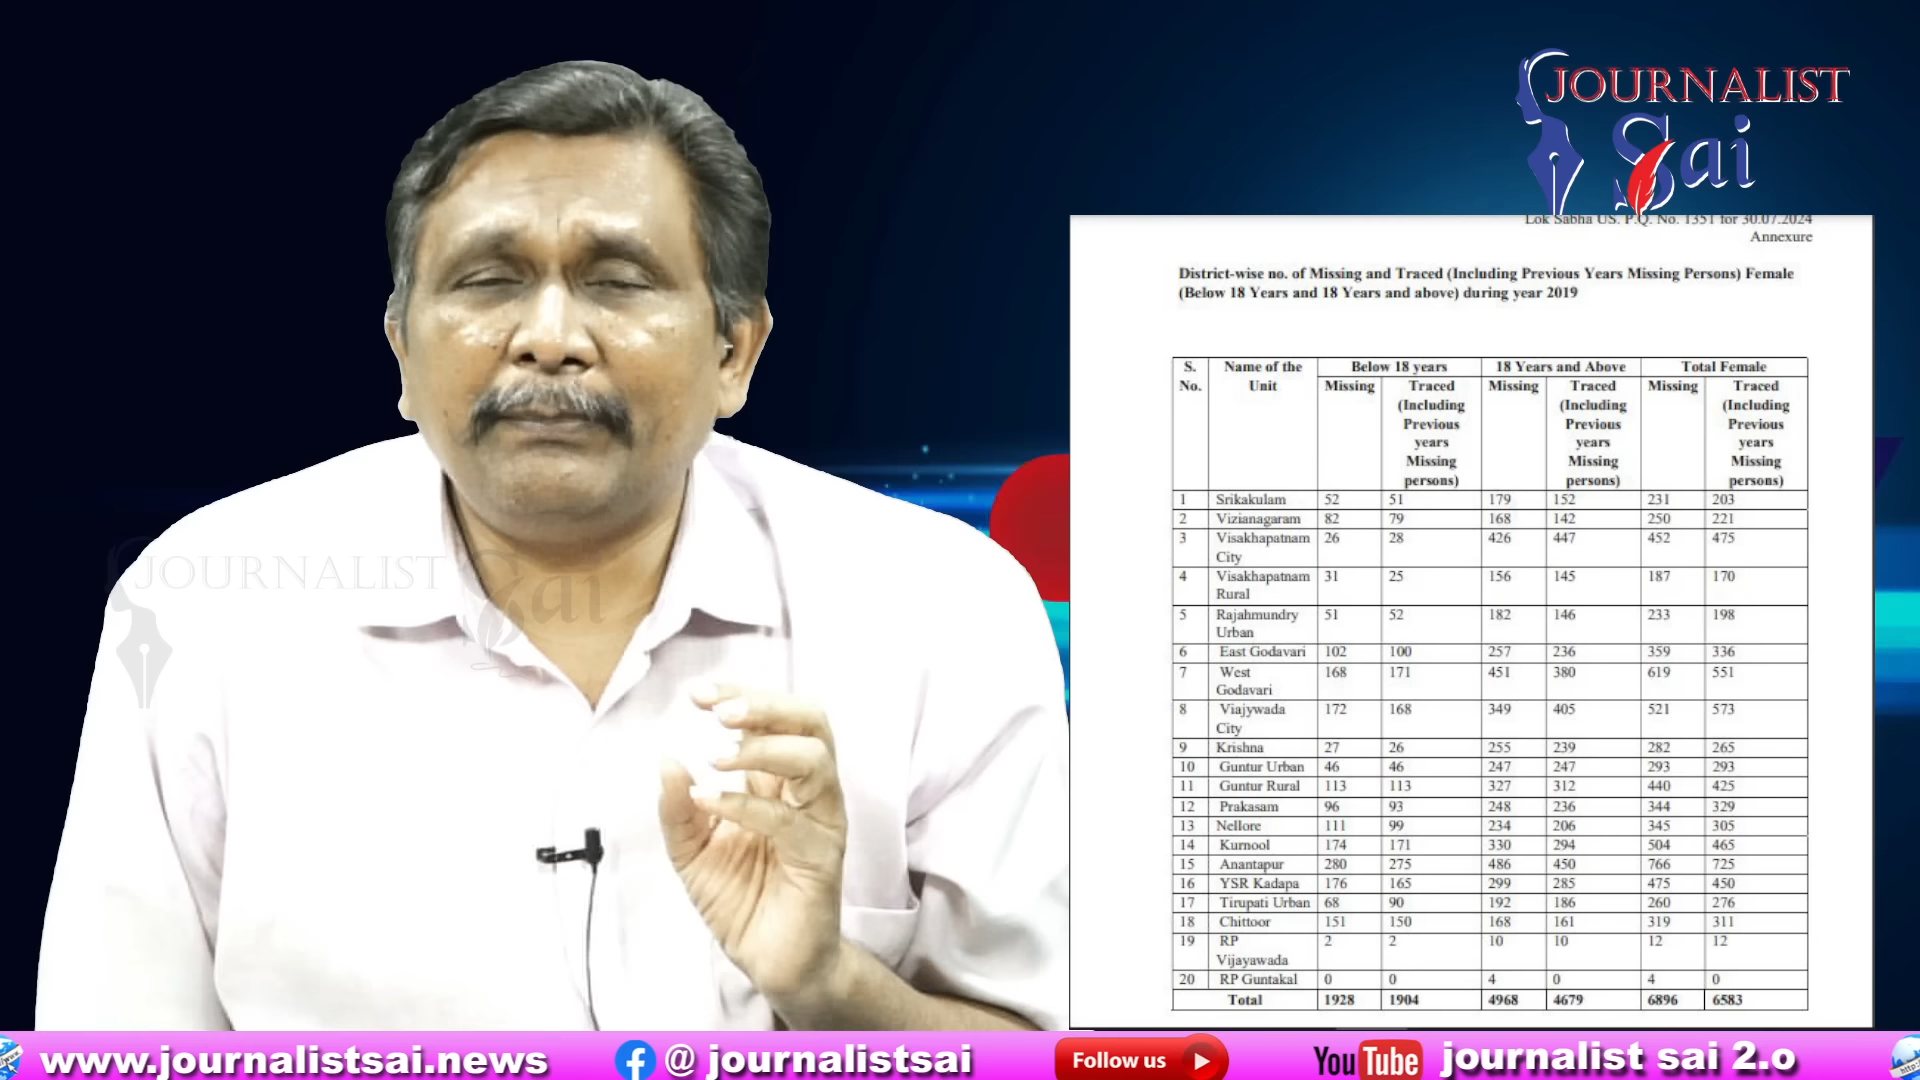 JOURNALIST
Sai
Lok Sabha US. P.Q. No. 1351 for 30.07.2024
Annexure
District-wise no. of Missing and Traced (Including Previous Years Missing Persons) Female
(Below 18 Years and 18 Years and above) during year 2019
S. No. Name of the Unit Below 18 years 18 Years and Above Total Female
Missing Traced (Including Previous years Missing persons) Missing Traced (Including Previous years Missing persons) Missing Traced (Including Previous years Missing persons)
1 Srikakulam 52 51 179 152 231 203
2 Vizianagaram 82 79 168 142 250 221
3 Visakhapatnam City 26 28 426 447 452 475
4 Visakhapatnam Rural 31 25 156 145 187 170
5 Rajahmundry Urban 51 52 182 146 233 198
6 East Godavari 102 100 257 236 359 336
7 West Godavari 168 171 451 380 619 551
8 Viajywada City 172 168 349 405 521 573
9 Krishna 27 26 255 239 282 265
10 Guntur Urban 46 46 247 247 293 293
11 Guntur Rural 113 113 327 312 440 425
12 Prakasam 96 93 248 236 344 329
13 Nellore 111 99 234 206 345 305
14 Kurnool 174 171 330 294 504 465
15 Anantapur 280 275 486 450 766 725
16 YSR Kadapa 176 165 299 285 475 450
17 Tirupati Urban 68 90 192 186 260 276
18 Chittoor 151 150 168 161 319 311
19 RP Vijayawada 2 2 10 10 12 12
20 RP Guntakal 0 0 4 0 4 0
Total 1928 1904 4968 4679 6896 6583
JOURNALIST
Sai
www.journalistsai.news @ journalistsai Follow us YouTube journalist sai 2.o